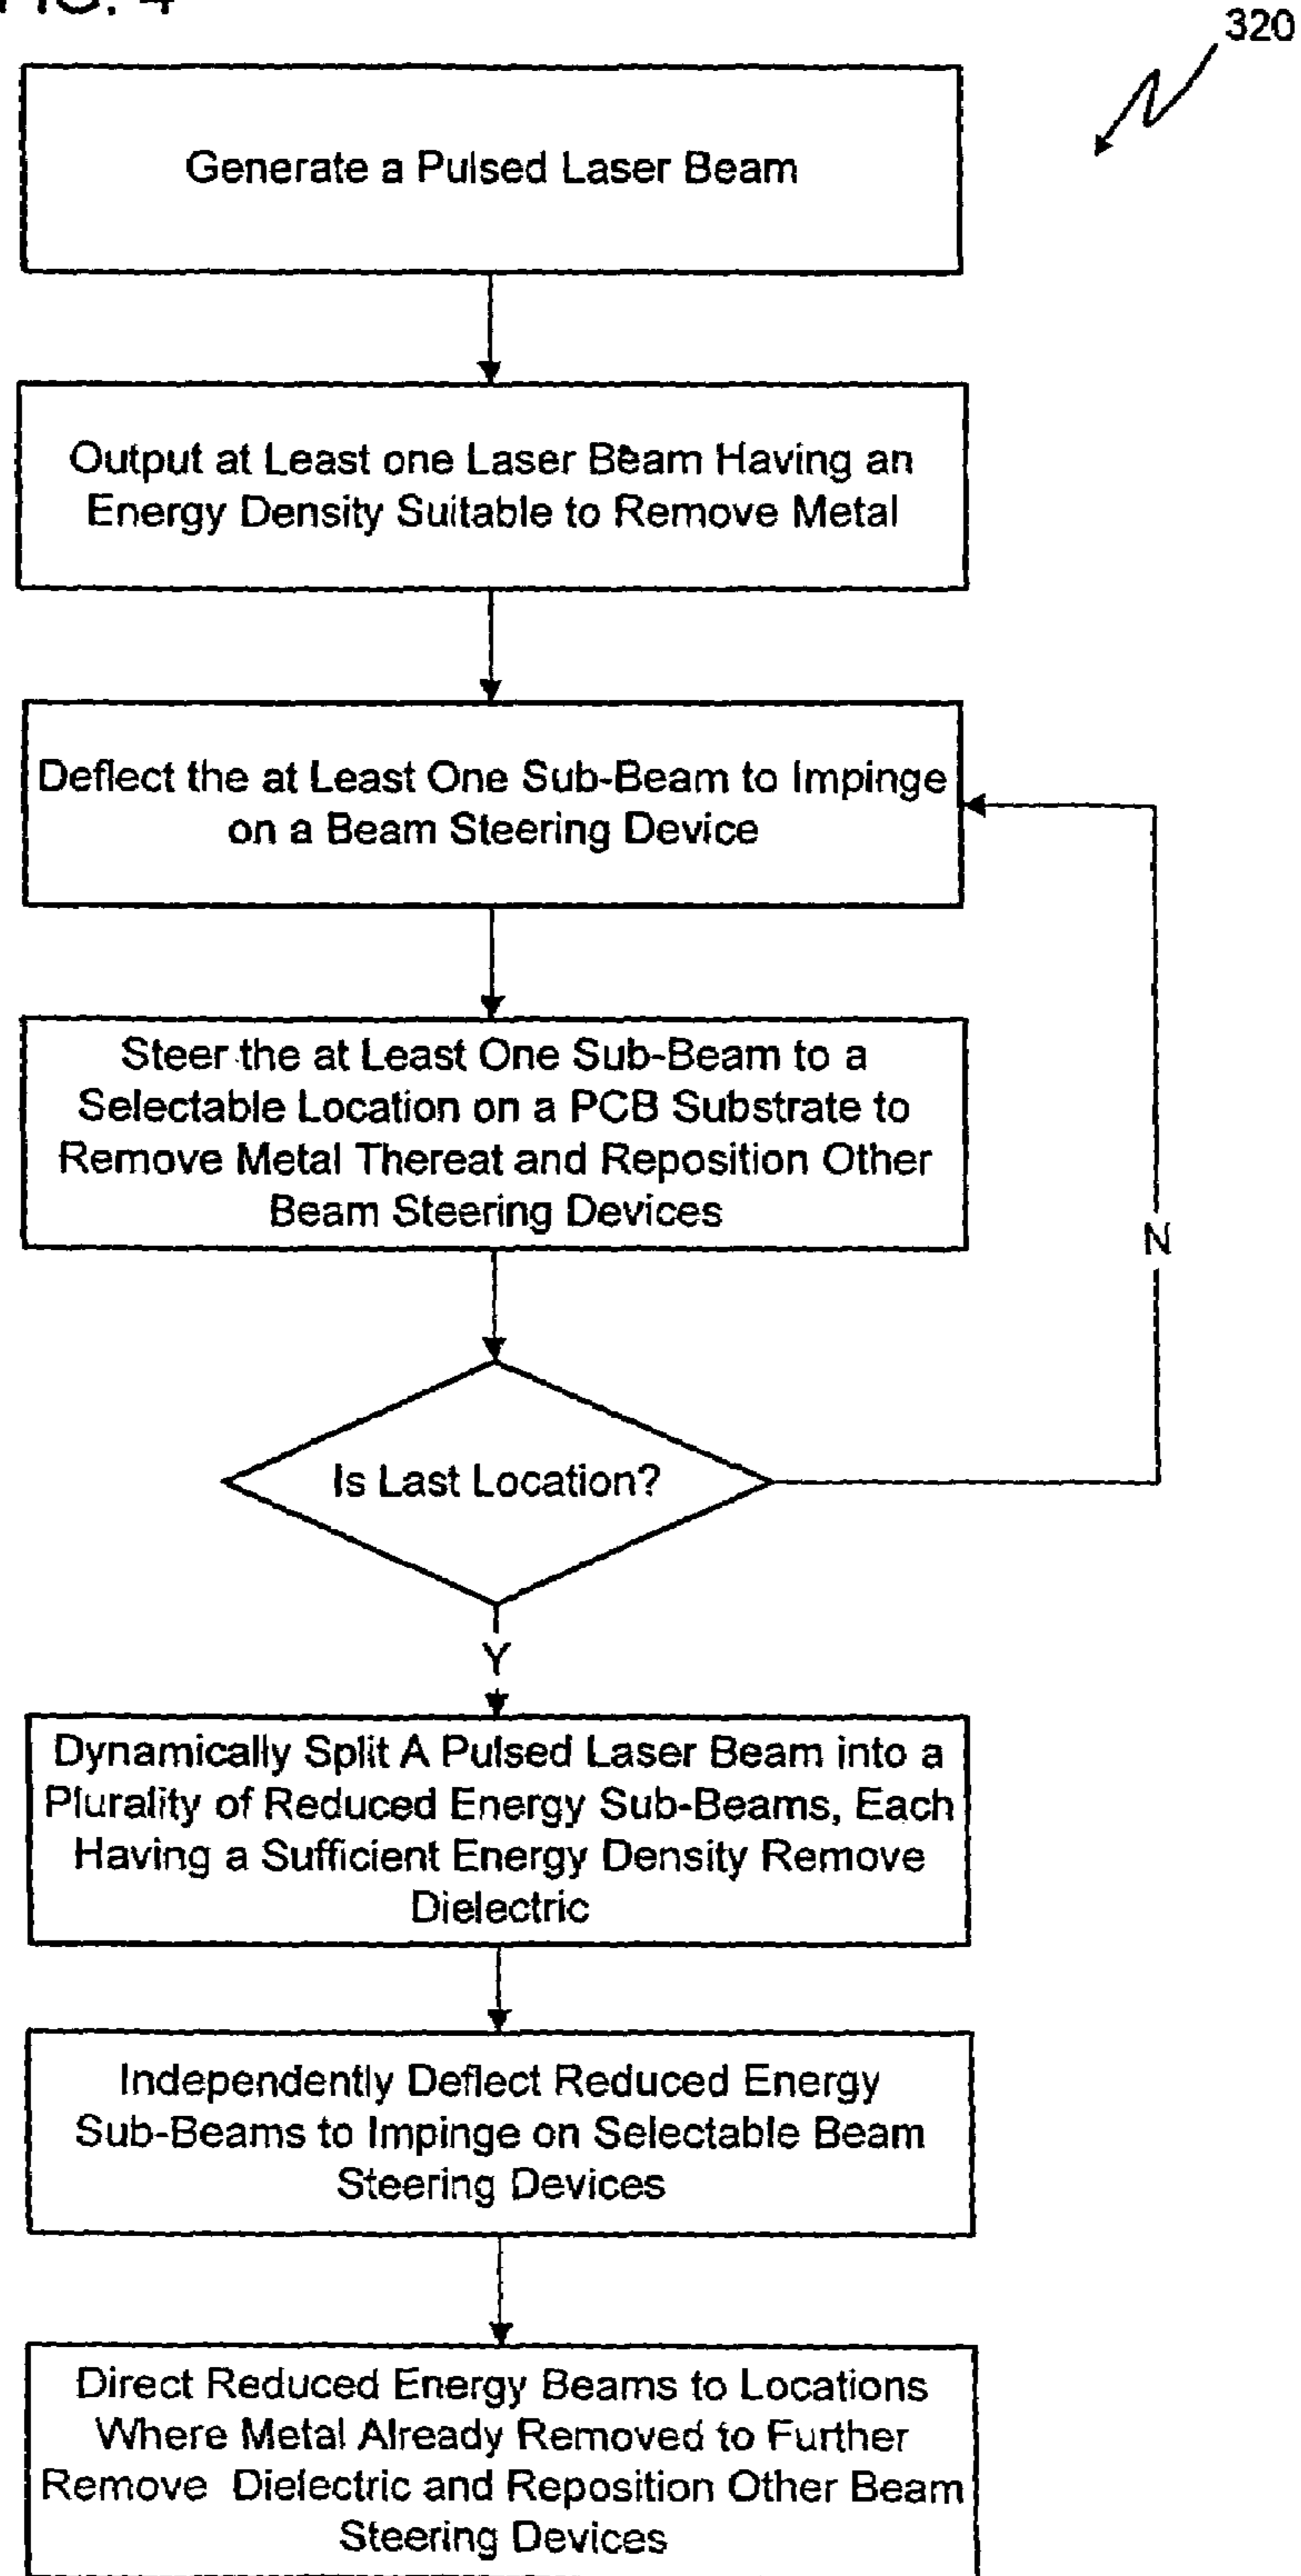 FIG. 4
320
Generate a Pulsed Laser Beam
Output at Least one Laser Beam Having an
Energy Density Suitable to Remove Metal
Deflect the at Least One Sub-Beam to Impinge
on a Beam Steering Device
Steer the at Least One Sub-Beam to a
Selectable Location on a PCB Substrate to
Remove Metal Thereat and Reposition Other
Beam Steering Devices
N
Is Last Location?
Y
Dynamically Split A Pulsed Laser Beam into a
Plurality of Reduced Energy Sub-Beams, Each
Having a Sufficient Energy Density Remove
Dielectric
Independently Deflect Reduced Energy
Sub-Beams to Impinge on Selectable Beam
Steering Devices
Direct Reduced Energy Beams to Locations
Where Metal Already Removed to Further
Remove Dielectric and Reposition Other Beam
Steering Devices